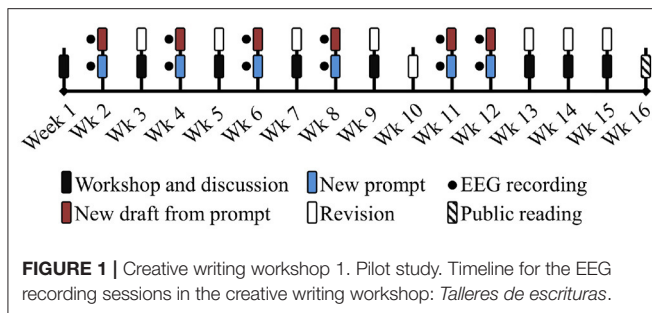 Week 1 Wk 2 Wk 3 Wk 4 Wk 5 Wk 6 Wk 7 Wk 8 Wk 9 Wk 10 Wk 11 Wk 12 Wk 13 Wk 14 Wk 15 Wk 16
Workshop and discussion New prompt EEG recording
New draft from prompt Revision Public reading
FIGURE 1 | Creative writing workshop 1. Pilot study. Timeline for the EEG
recording sessions in the creative writing workshop: Talleres de escrituras.